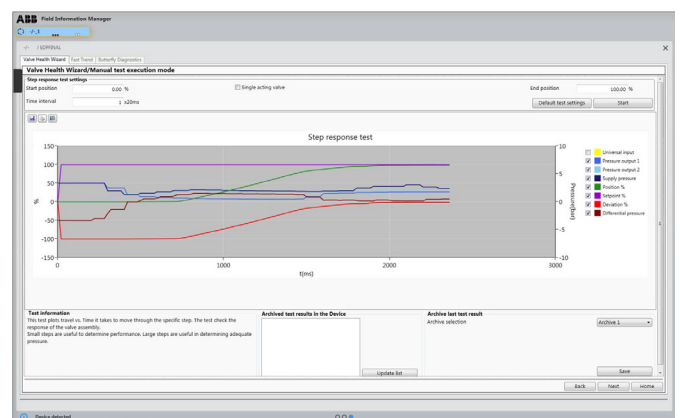 ABB Field Information Manager
/ EDPFINAL
Valve Health Wizard Fast Trend Butterfly Diagnostics
Valve Health Wizard/Manual test execution mode
Step response test settings
Start position 0.00 % Single acting valve End position 100.00 %
Time interval 1 x20ms Default test settings Start
Step response test
150
100
50
0
-50
-100
-150
%
0 1000 2000 3000
t(ms)
10
5
0
-5
-10
Pressure(bar)
Universal input
Pressure output 1
Pressure output 2
Supply pressure
Position %
Setpoint %
Deviation %
Differential pressure
Test information
This test plots travel vs. Time it takes to move through the specific step. The test check the
response of the valve assembly.
Small steps are useful to determine performance. Large steps are useful in determining adequate
pressure.
Archived test results in the Device
Update list
Archive last test result
Archive selection Archive 1
Save
Back Next Home
Device detected